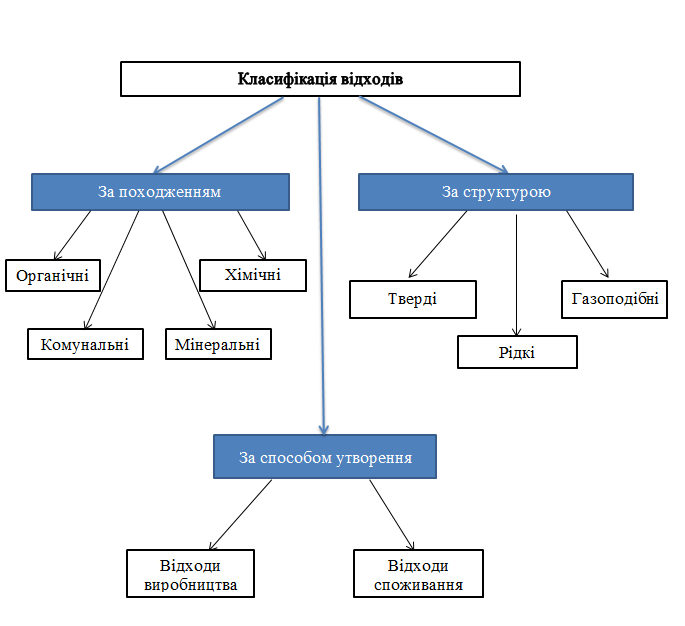 Класифікація відходів
За походженням
За структурою
Органічні
Хімічні
Комунальні
Мінеральні
Тверді
Газоподібні
Рідкі
За способом утворення
Відходи
виробництва
Відходи
споживання